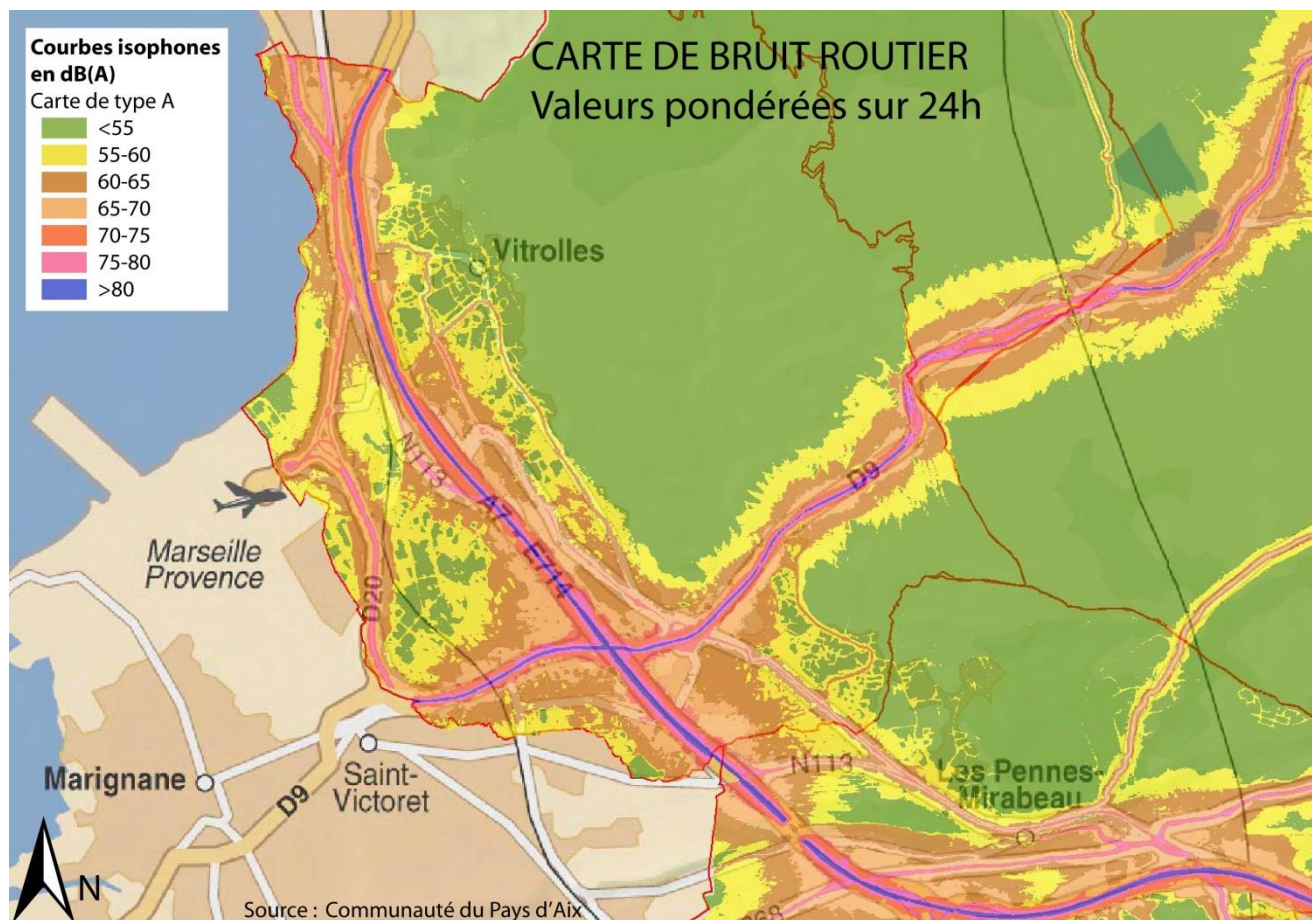 Courbes isophones
en dB(A)
Carte de type A
<55
55-60
60-65
65-70
70-75
75-80
>80
CARTE DE BRUIT ROUTIER
Valeurs pondérées sur 24h
Vitrolles
N113
A7
E714
D9
Marseille
Provence
D20
N113
Les Pennes-
Mirabeau
Marignane
Saint-
Victoret
D9
N
Source : Communauté du Pays d'Aix